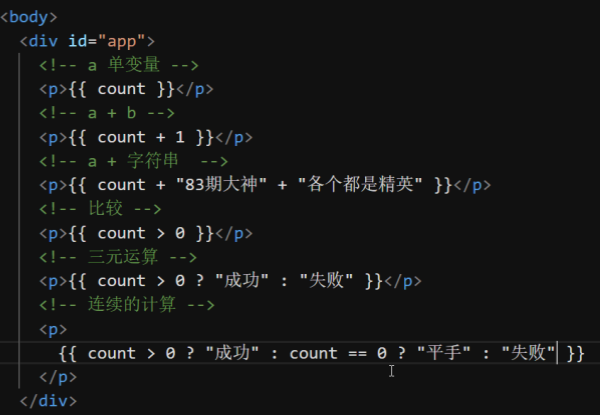 <body>
<div id="app">
<!-- a 单变量 -->
<p>{{ count }}</p>
<!-- a + b -->
<p>{{ count + 1 }}</p>
<!-- a + 字符串  -->
<p>{{ count + "83期大神" + "各个都是精英" }}</p>
<!-- 比较 -->
<p>{{ count > 0 }}</p>
<!-- 三元运算 -->
<p>{{ count > 0 ? "成功" : "失败" }}</p>
<!-- 连续的计算 -->
<p>
{{ count > 0 ? "成功" : count == 0 ? "平手" : "失败" }}
</p>
</div>